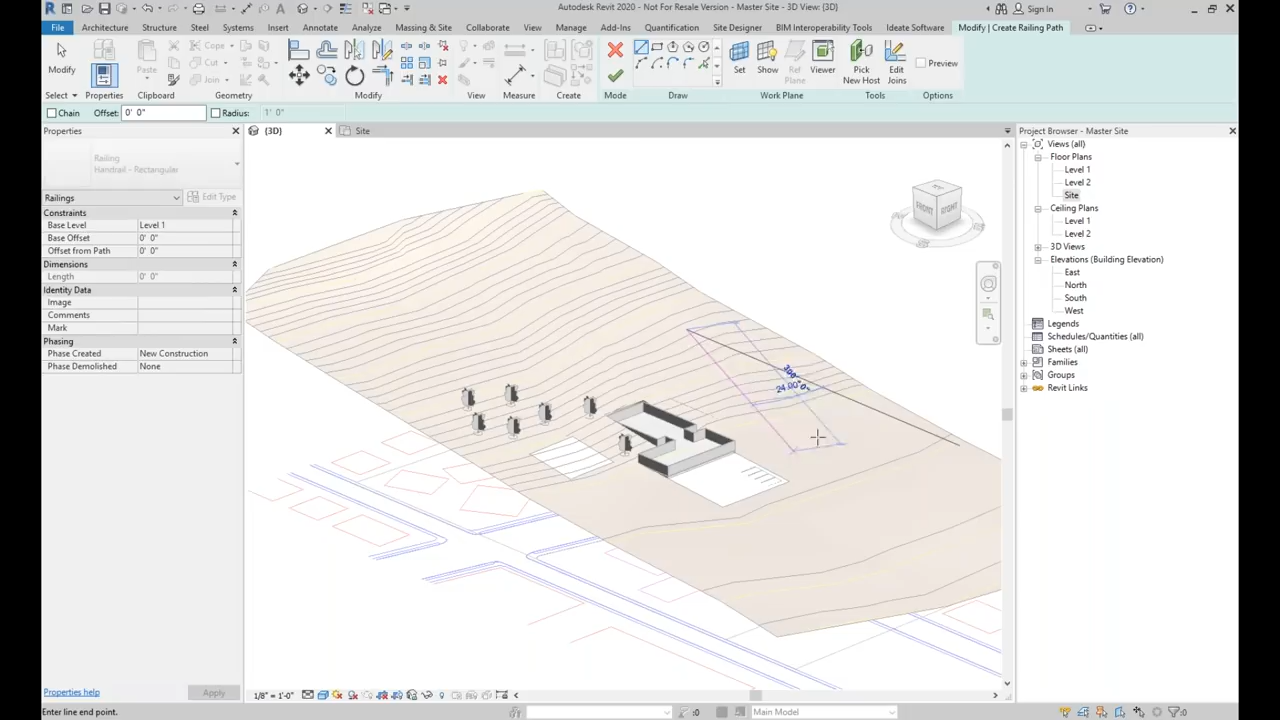 Autodesk Revit 2020 - Not For Resale Version - Master Site - 3D View: {3D}
Sign In
File Architecture Structure Steel Systems Insert Annotate Analyze Massing & Site Collaborate View Manage Add-Ins Quantification Site Designer BIM Interoperability Tools Ideate Software Modify | Create Railing Path
Modify
Select
Properties
Paste
Clipboard
Cope
Cut
Join
Geometry
Modify
View
Measure
Create
Mode
Draw
Set Show Ref Plane Viewer
Work Plane
Pick New Host
Edit Joins
Tools
Preview
Options
Chain Offset: 0' 0" Radius: 1' 0"
Properties
Railing
Handrail - Rectangular
Railings Edit Type
Constraints
Base Level Level 1
Base Offset 0' 0"
Offset from Path 0' 0"
Dimensions
Length 0' 0"
Identity Data
Image
Comments
Mark
Phasing
Phase Created New Construction
Phase Demolished None
Properties help Apply
{3D} Site
FRONT RIGHT
24.00°
Project Browser - Master Site
Views (all)
Floor Plans
Level 1
Level 2
Site
Ceiling Plans
Level 1
Level 2
3D Views
Elevations (Building Elevation)
East
North
South
West
Legends
Schedules/Quantities (all)
Sheets (all)
Families
Groups
Revit Links
1/8" = 1'-0"
Enter line end point. :0 Main Model :0